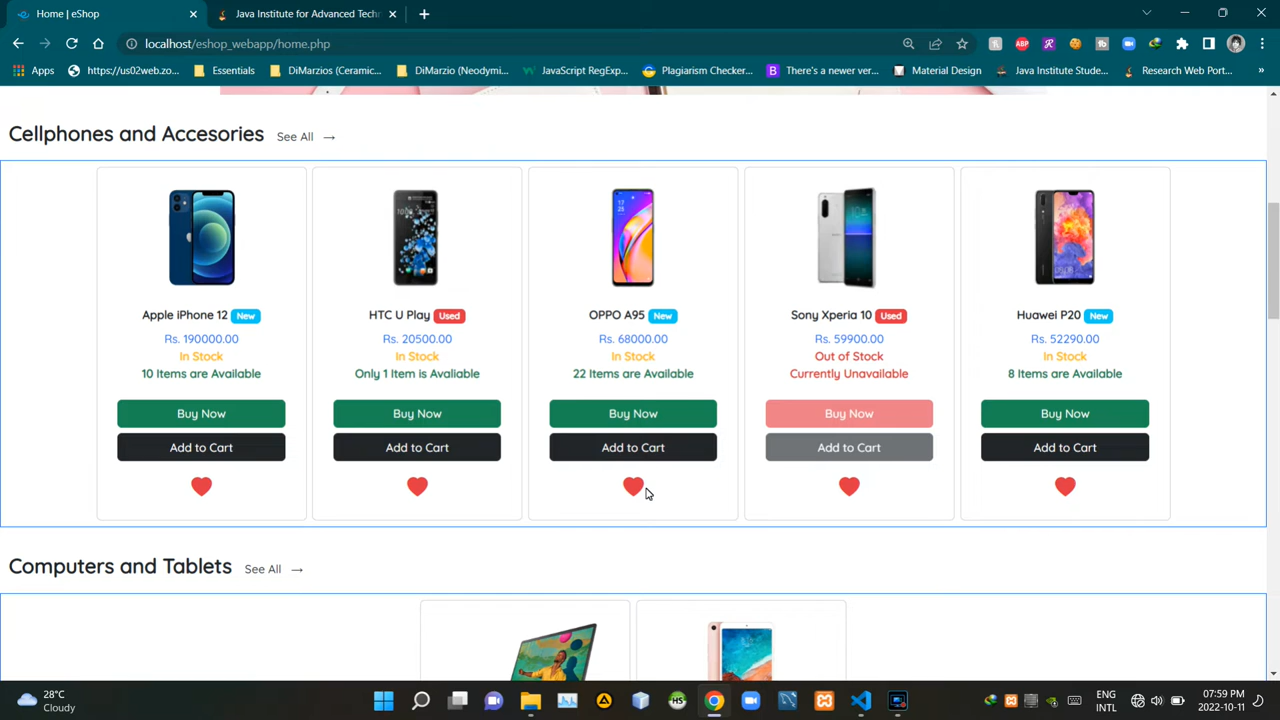 Home | eShop
Java Institute for Advanced Tech
localhost/eshop_webapp/home.php
ABP
Apps
https://us02web.zo...
Essentials
DiMarzios (Ceramic...
DiMarzio (Neodymi...
JavaScript RegExp...
Plagiarism Checker...
B
There's a newer ver...
Material Design
Java Institute Stude...
Research Web Port...
»
Cellphones and Accesories See All →
Apple iPhone 12 New
Rs. 190000.00
In Stock
10 Items are Available
Buy Now
Add to Cart
HTC U Play Used
Rs. 20500.00
In Stock
Only 1 Item is Avaliable
Buy Now
Add to Cart
OPPO A95 New
Rs. 68000.00
In Stock
22 Items are Available
Buy Now
Add to Cart
Sony Xperia 10 Used
Rs. 59900.00
Out of Stock
Currently Unavailable
Buy Now
Add to Cart
Huawei P20 New
Rs. 52290.00
In Stock
8 Items are Available
Buy Now
Add to Cart
Computers and Tablets See All →
28°C
Cloudy
HS
ENG
INTL
07:59 PM
2022-10-11